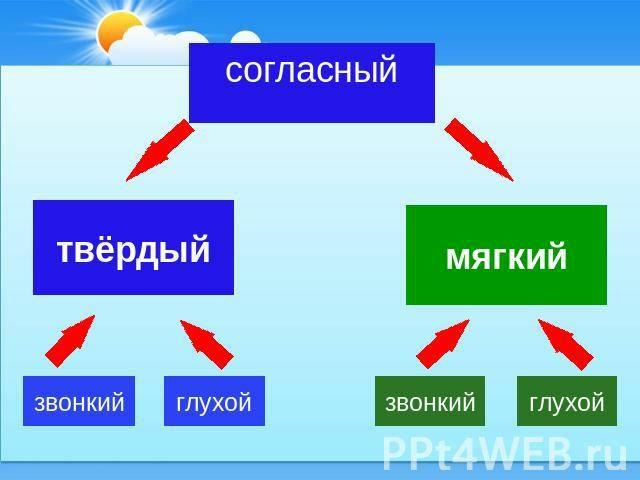 согласный
твёрдый
мягкий
звонкий
глухой
звонкий
глухой
PPt4WEB.ru